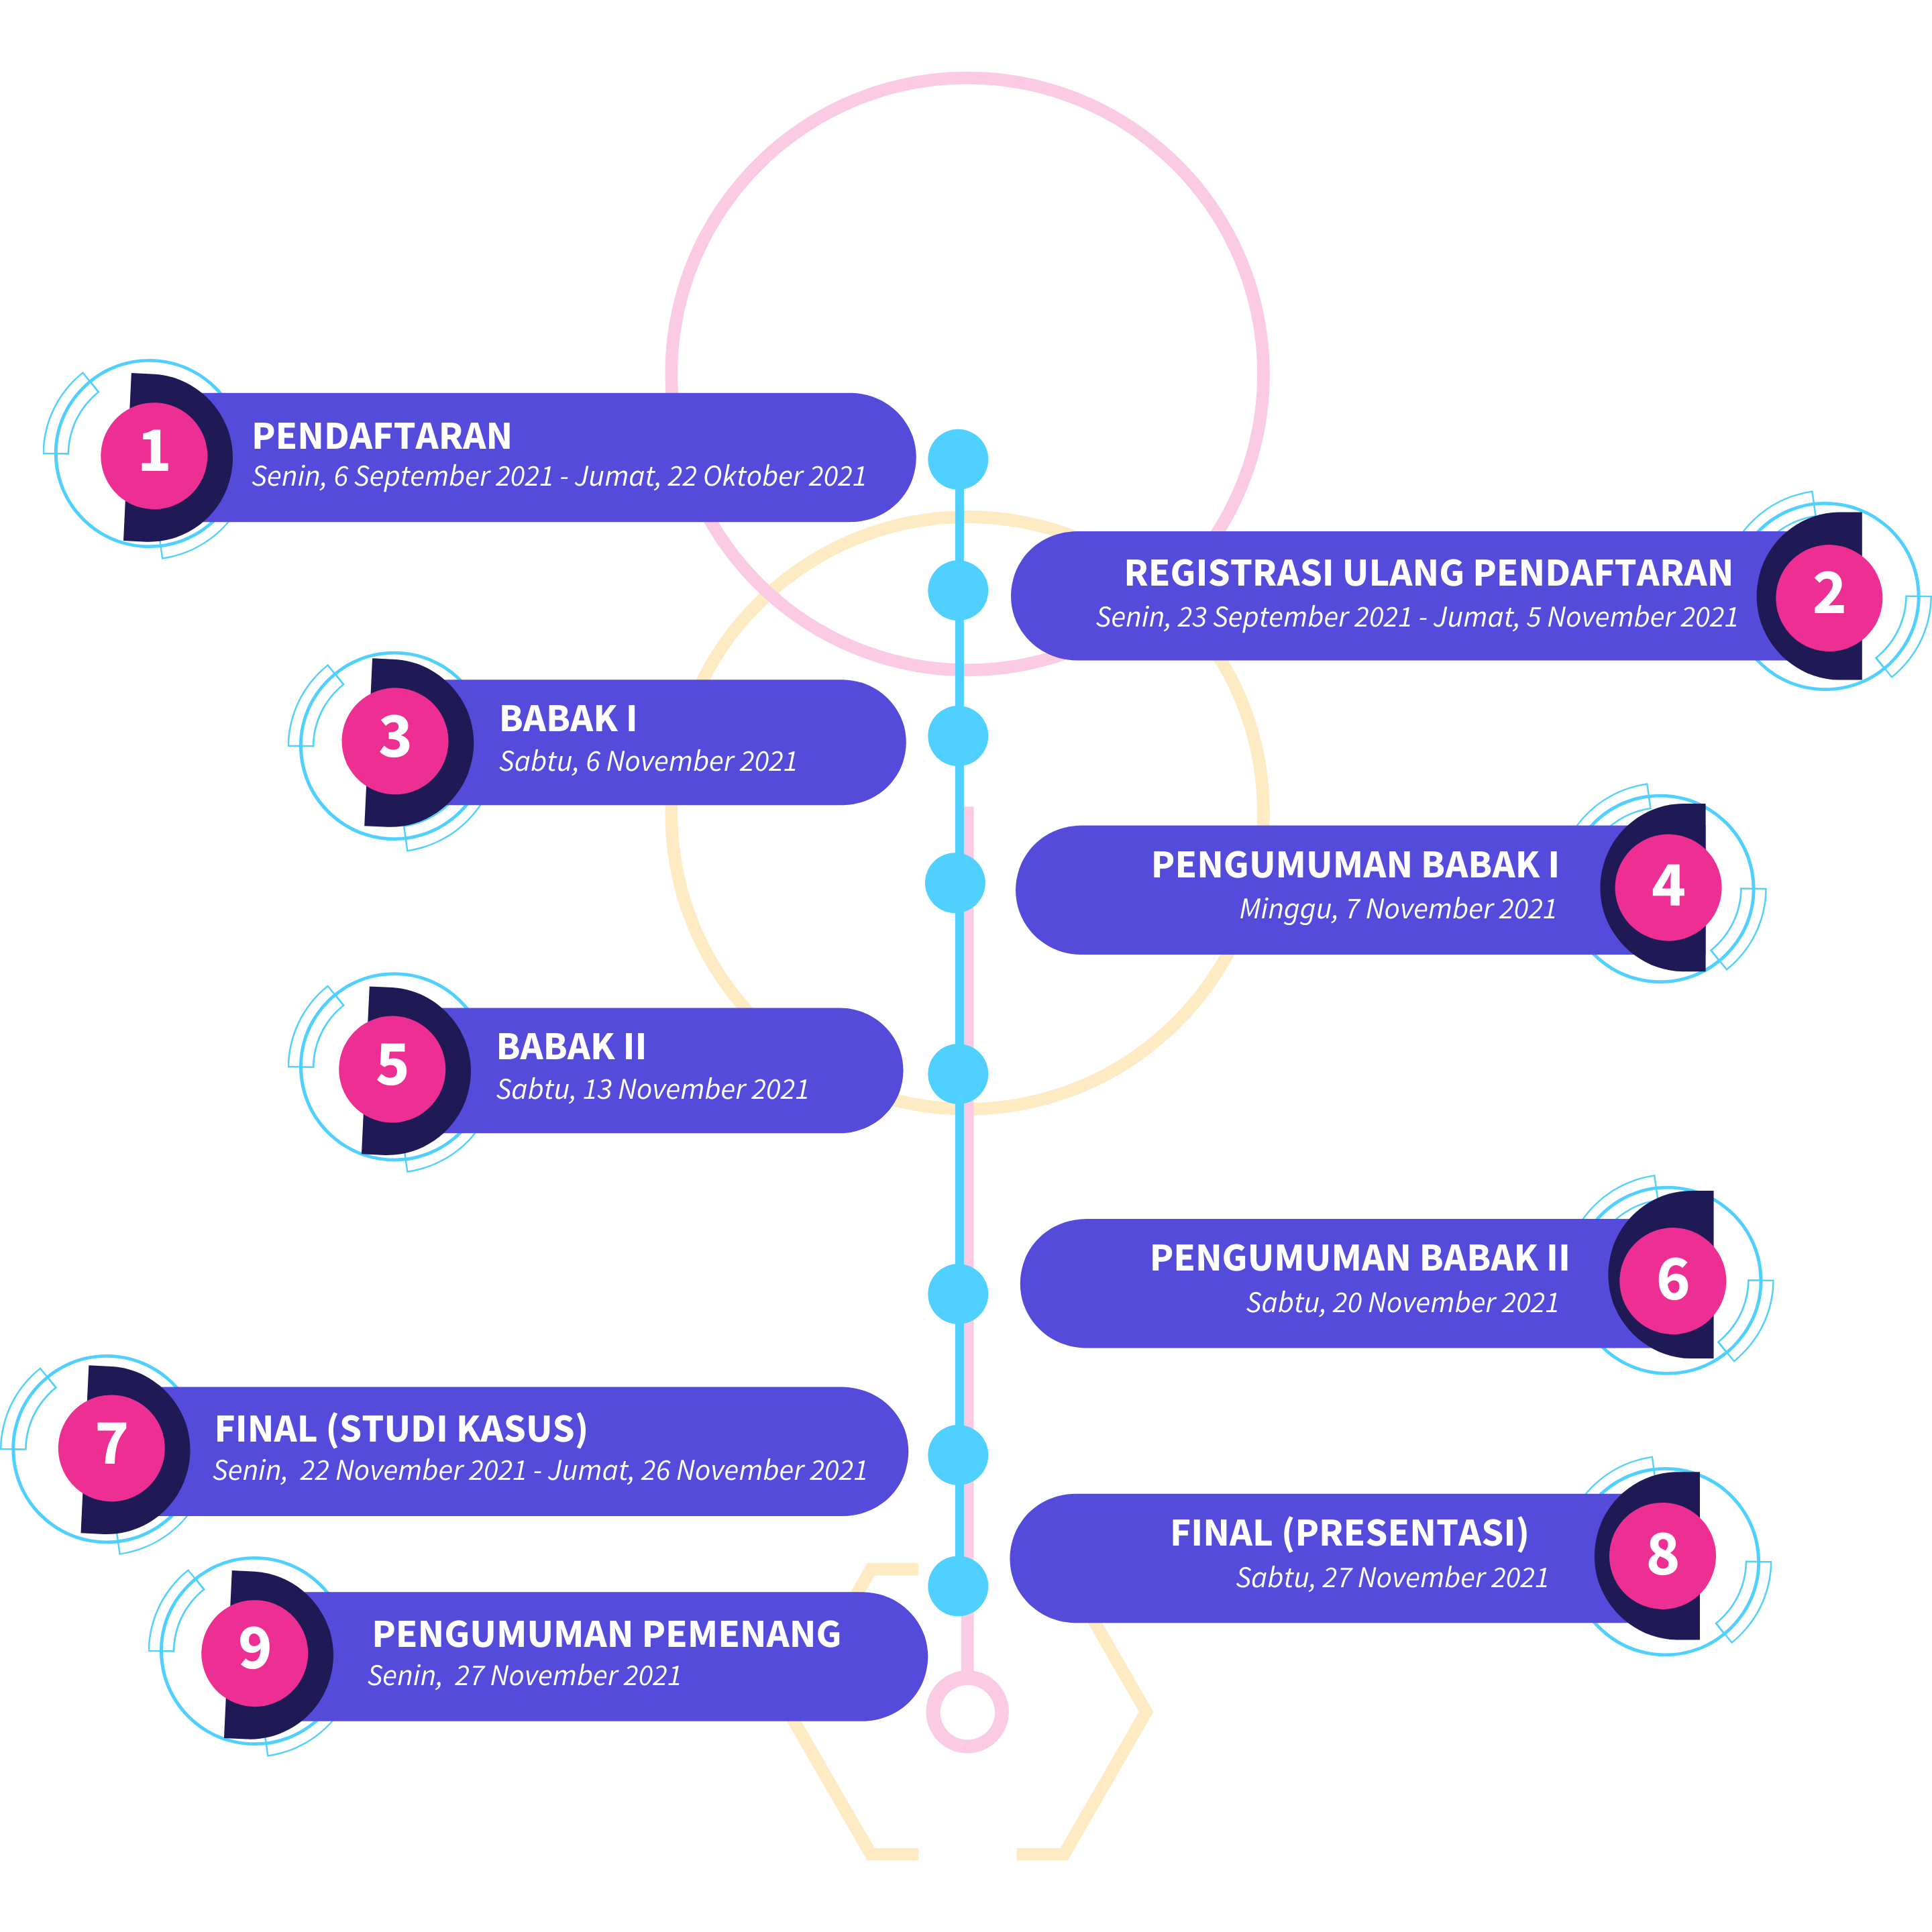 1
PENDAFTARAN
Senin, 6 September 2021 - Jumat, 22 Oktober 2021
2
REGISTRASI ULANG PENDAFTARAN
Senin, 23 September 2021 - Jumat, 5 November 2021
3
BABAK I
Sabtu, 6 November 2021
4
PENGUMUMAN BABAK I
Minggu, 7 November 2021
5
BABAK II
Sabtu, 13 November 2021
6
PENGUMUMAN BABAK II
Sabtu, 20 November 2021
7
FINAL (STUDI KASUS)
Senin, 22 November 2021 - Jumat, 26 November 2021
8
FINAL (PRESENTASI)
Sabtu, 27 November 2021
9
PENGUMUMAN PEMENANG
Senin, 27 November 2021